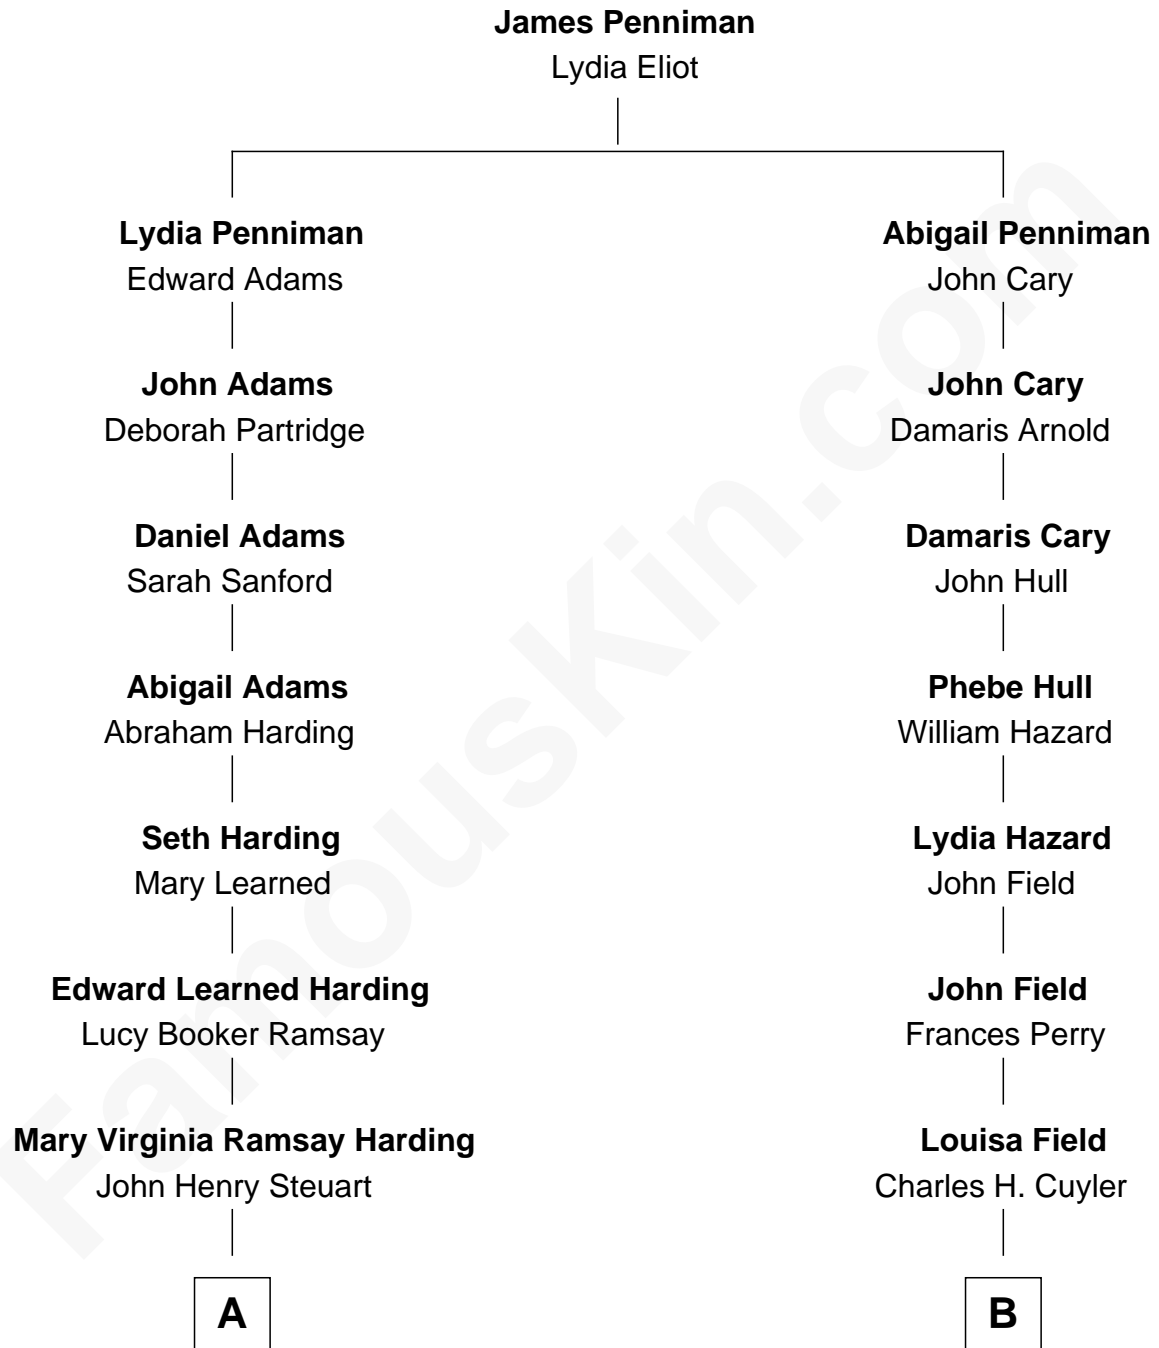 James Penniman
Lydia Eliot
Lydia Penniman
Edward Adams
John Adams
Deborah Partridge
Daniel Adams
Sarah Sanford
Abigail Adams
Abraham Harding
Seth Harding
Mary Learned
Edward Learned Harding
Lucy Booker Ramsay
Mary Virginia Ramsay Harding
John Henry Steuart
A
Abigail Penniman
John Cary
John Cary
Damaris Arnold
Damaris Cary
John Hull
Phebe Hull
William Hazard
Lydia Hazard
John Field
John Field
Frances Perry
Louisa Field
Charles H. Cuyler
B
FamousKin.com